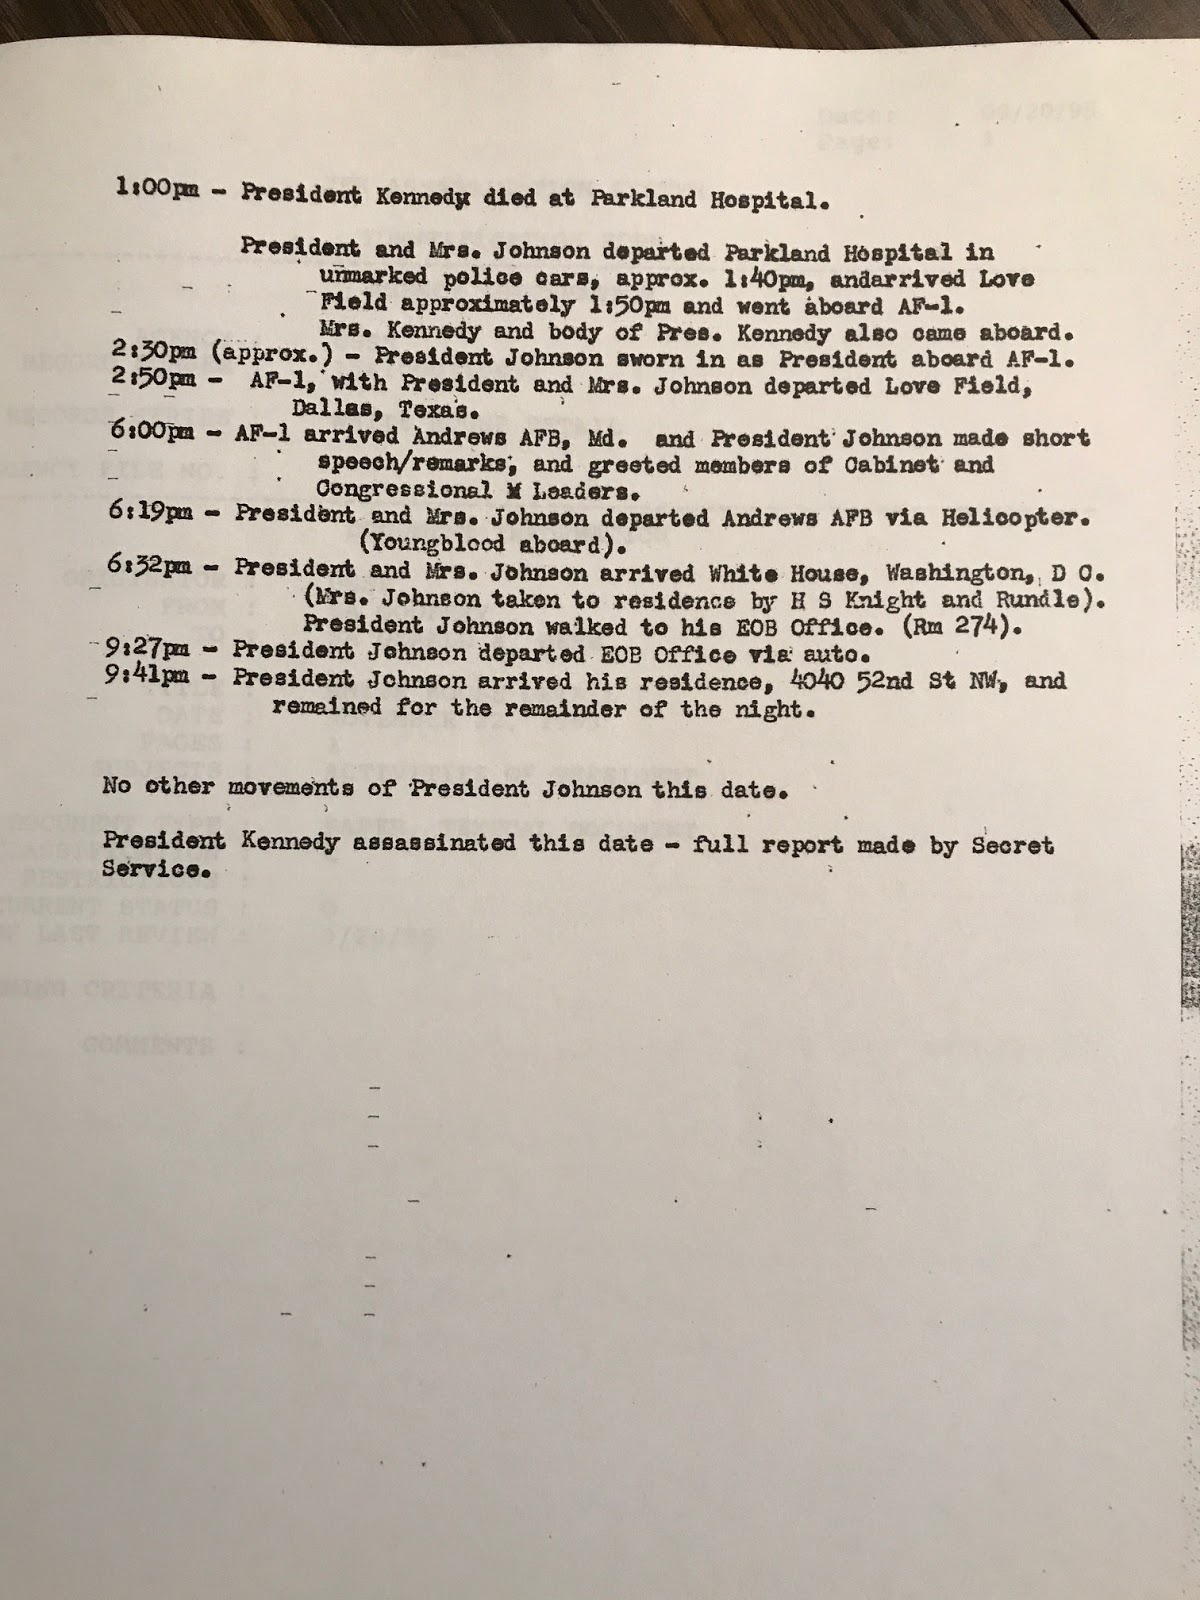 1:00pm - President Kennedy died at Parkland Hospital.
President and Mrs. Johnson departed Parkland Hospital in
unmarked police cars, approx. 1:40pm, andarrived Love
Field approximately 1:50pm and went aboard AF-1.
Mrs. Kennedy and body of Pres. Kennedy also came aboard.
2:30pm (approx.) - President Johnson sworn in as President aboard AF-1.
2:50pm - AF-1, with President and Mrs. Johnson departed Love Field,
Dallas, Texas.
6:00pm - AF-1 arrived Andrews AFB, Md. and President Johnson made short
speech/remarks, and greeted members of Cabinet and
Congressional M Leaders.
6:19pm - President and Mrs. Johnson departed Andrews AFB via Helicopter.
(Youngblood aboard).
6:32pm - President and Mrs. Johnson arrived White House, Washington, D C.
(Mrs. Johnson taken to residence by H S Knight and Rundle).
President Johnson walked to his EOB Office. (Rm 274).
9:27pm - President Johnson departed EOB Office via auto.
9:41pm - President Johnson arrived his residence, 4040 52nd St NW, and
remained for the remainder of the night.
No other movements of President Johnson this date.
President Kennedy assassinated this date - full report made by Secret
Service.